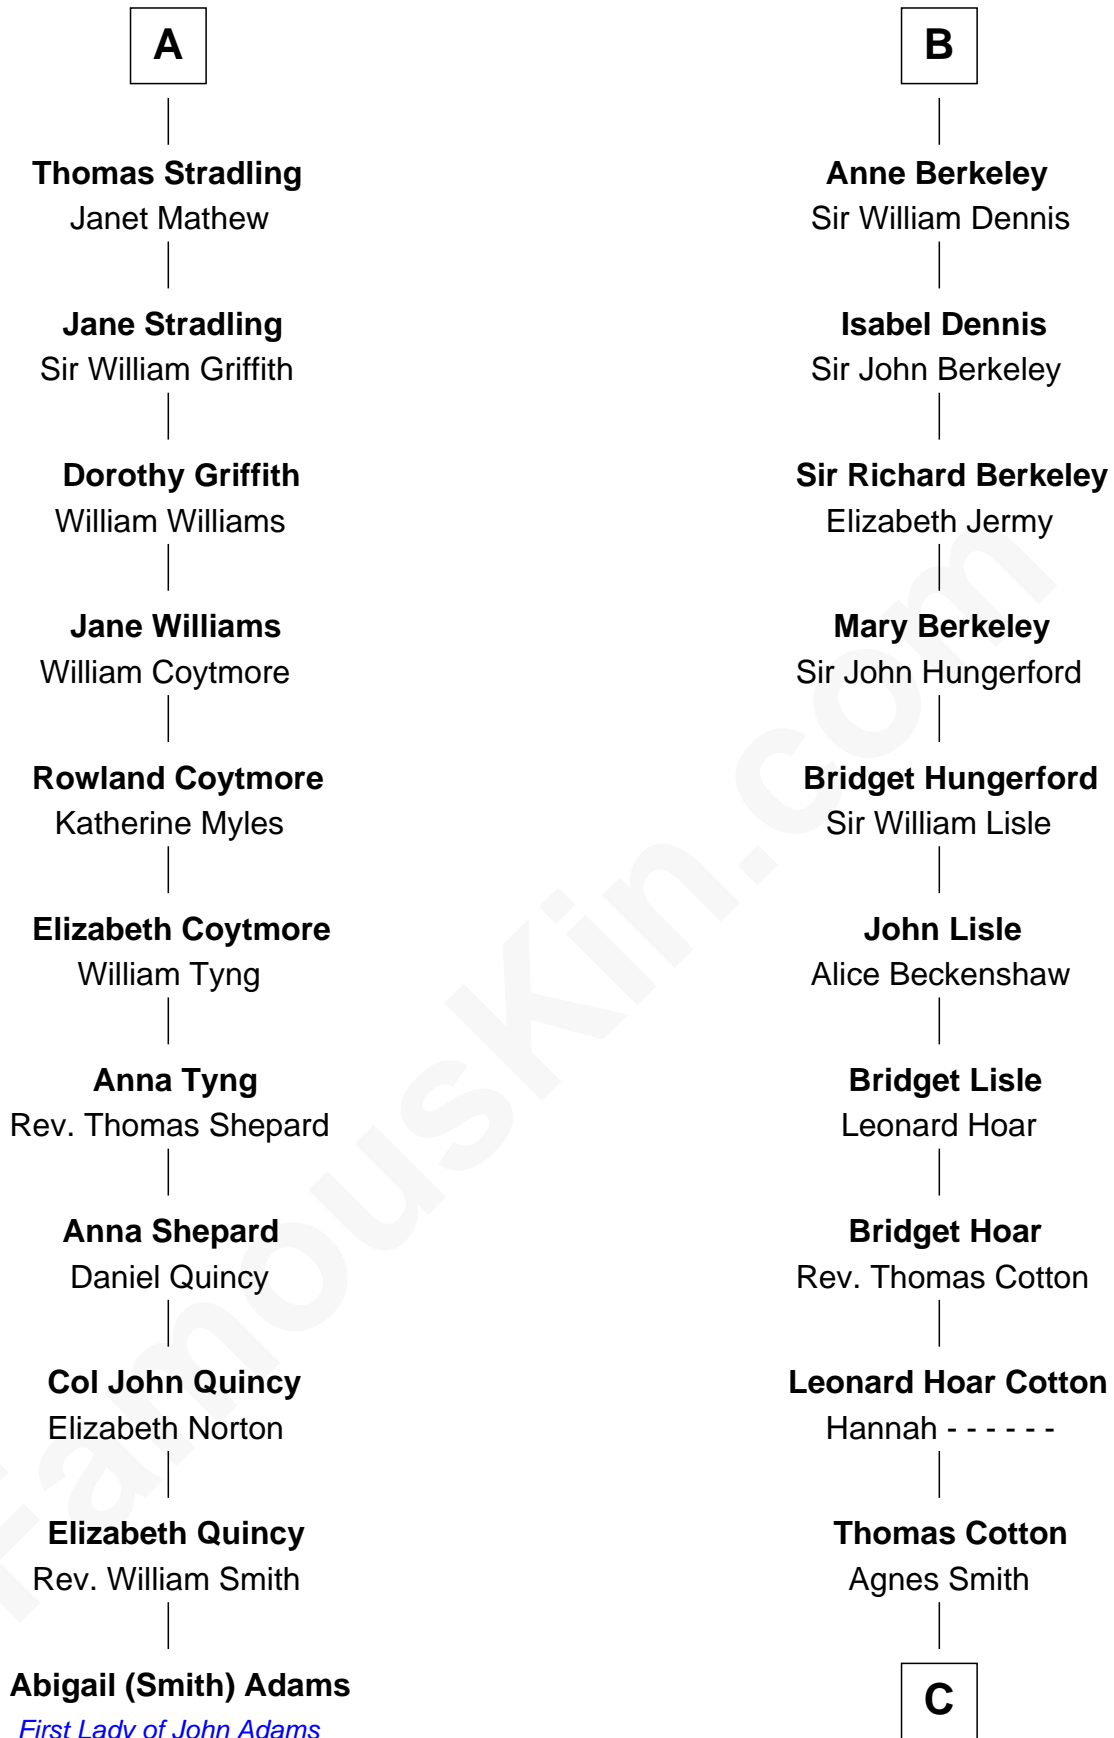 A
Thomas Stradling
Janet Mathew
Jane Stradling
Sir William Griffith
Dorothy Griffith
William Williams
Jane Williams
William Coytmore
Rowland Coytmore
Katherine Myles
Elizabeth Coytmore
William Tyng
Anna Tyng
Rev. Thomas Shepard
Anna Shepard
Daniel Quincy
Col John Quincy
Elizabeth Norton
Elizabeth Quincy
Rev. William Smith
Abigail (Smith) Adams
First Lady of John Adams
B
Anne Berkeley
Sir William Dennis
Isabel Dennis
Sir John Berkeley
Sir Richard Berkeley
Elizabeth Jermy
Mary Berkeley
Sir John Hungerford
Bridget Hungerford
Sir William Lisle
John Lisle
Alice Beckenshaw
Bridget Lisle
Leonard Hoar
Bridget Hoar
Rev. Thomas Cotton
Leonard Hoar Cotton
Hannah - - - - - -
Thomas Cotton
Agnes Smith
C
FamousKin.com